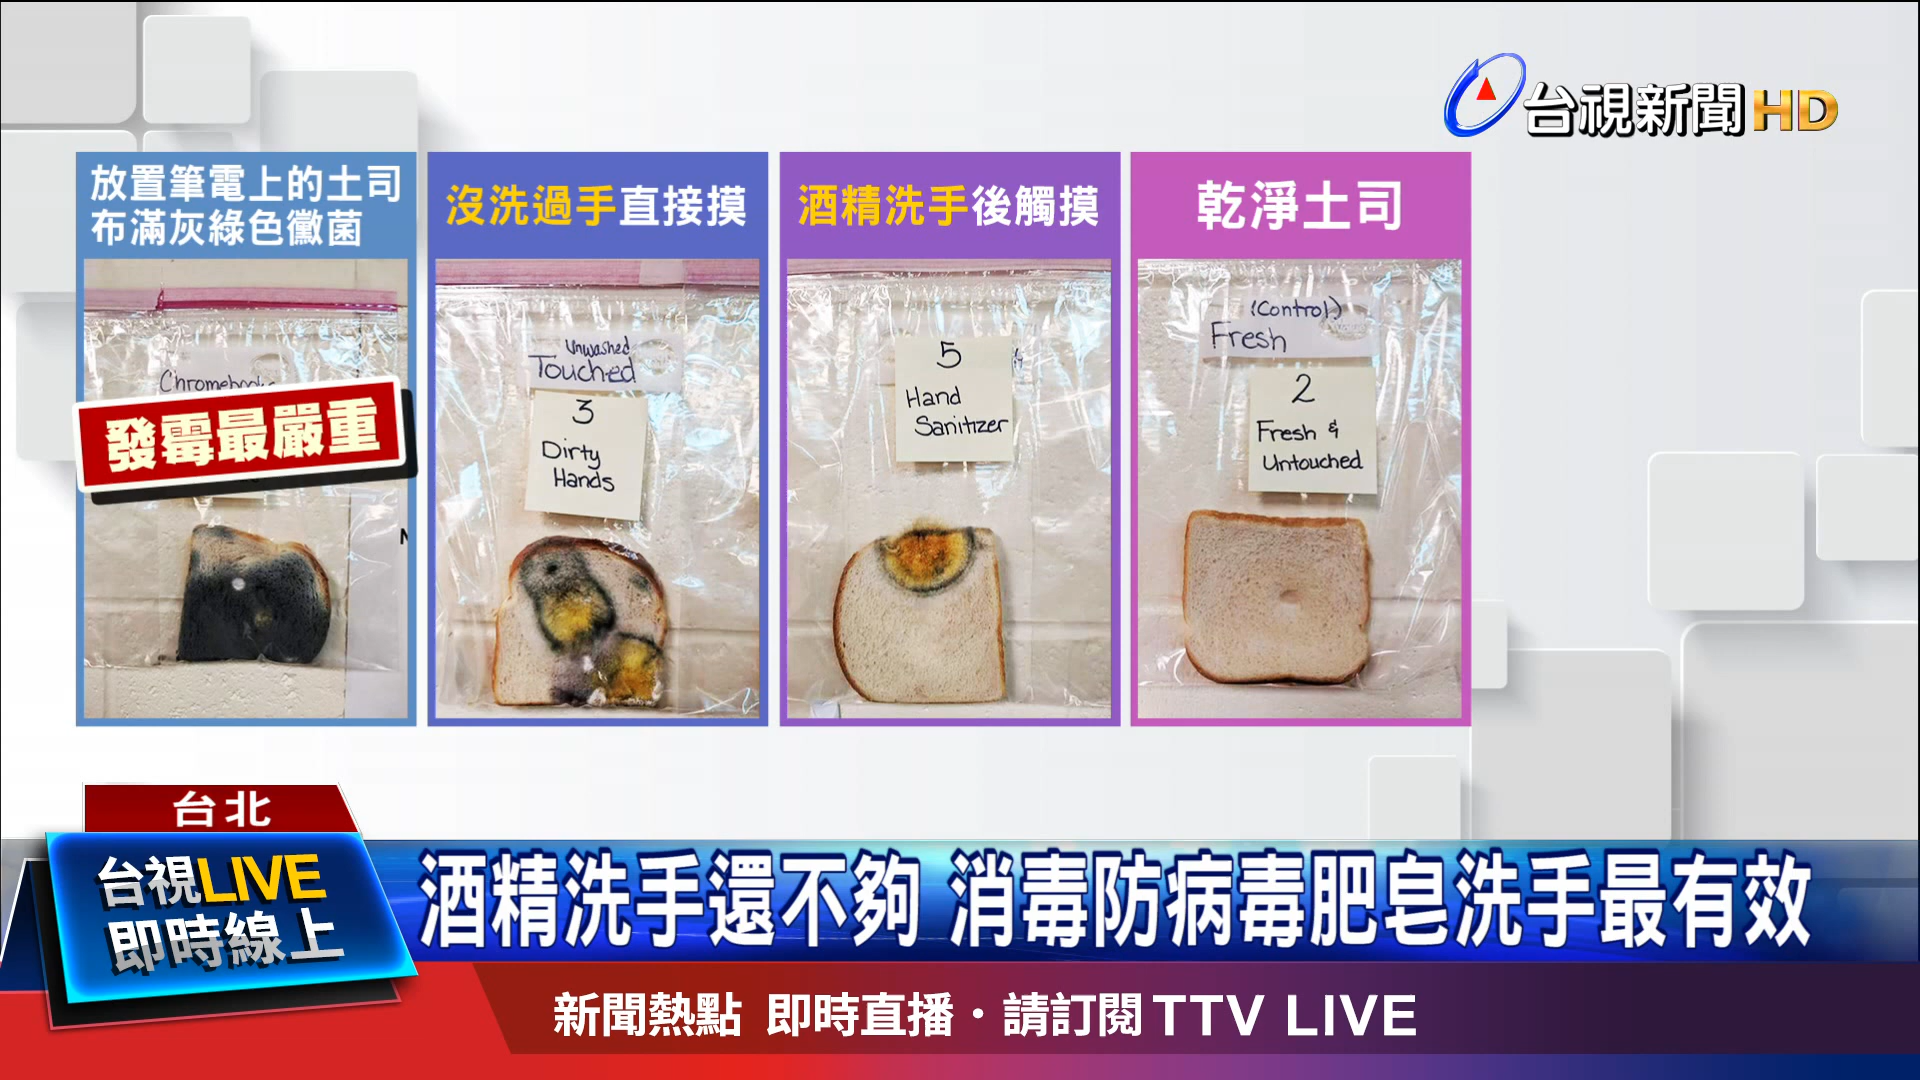 台視新聞HD
放置筆電上的土司
布滿灰綠色黴菌
沒洗過手直接摸
酒精洗手後觸摸
乾淨土司
發霉最嚴重
Unwashed
Touched
3
Dirty
Hands
5
Hand
Sanitizer
(Control)
Fresh
2
Fresh &
Untouched
台北
台視LIVE
即時線上
酒精洗手還不夠 消毒防病毒肥皂洗手最有效
新聞熱點 即時直播・請訂閱TTV LIVE